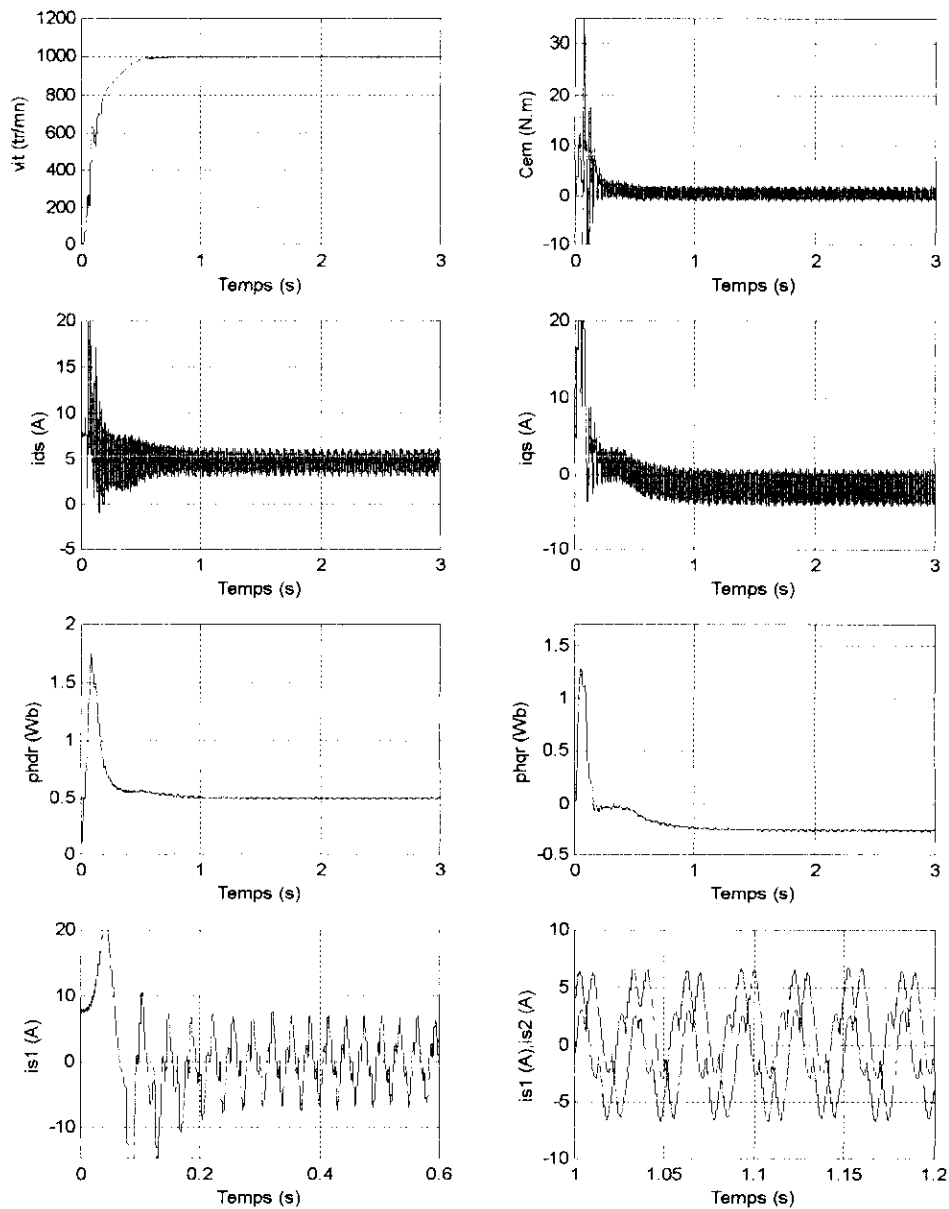 1200
1000
800
600
400
200
0
vit (tr/mn)
0 1 2 3
Temps (s)
30
20
10
0
-10
Cem (N.m)
0 1 2 3
Temps (s)
20
15
10
5
0
-5
ids (A)
0 1 2 3
Temps (s)
20
10
0
-10
iqs (A)
0 1 2 3
Temps (s)
2
1.5
1
0.5
0
phdr (Wb)
0 1 2 3
Temps (s)
1.5
1
0.5
0
-0.5
phqr (Wb)
0 1 2 3
Temps (s)
20
10
0
-10
is1 (A)
0 0.2 0.4 0.6
Temps (s)
10
5
0
-5
-10
is1 (A),is2 (A)
1 1.05 1.1 1.15 1.2
Temps (s)